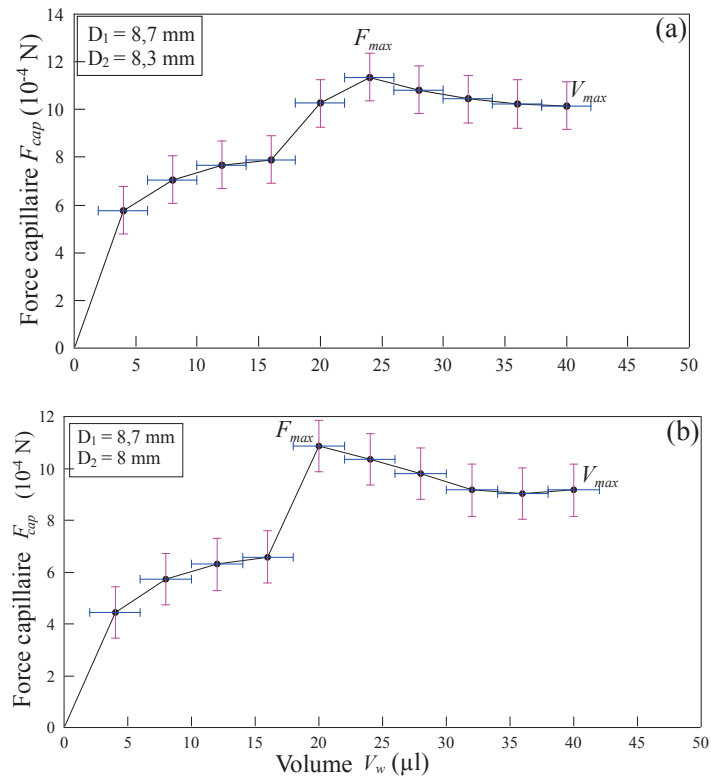 (a)
D₁ = 8,7 mm
D₂ = 8,3 mm
F_max
V_max
Force capillaire F_cap (10⁻⁴ N)
14
12
10
8
6
4
2
0
0 5 10 15 20 25 30 35 40 45 50
(b)
D₁ = 8,7 mm
D₂ = 8 mm
F_max
V_max
Force capillaire F_cap (10⁻⁴ N)
12
10
8
6
4
2
0
0 5 10 15 20 25 30 35 40 45 50
Volume V_w (µl)